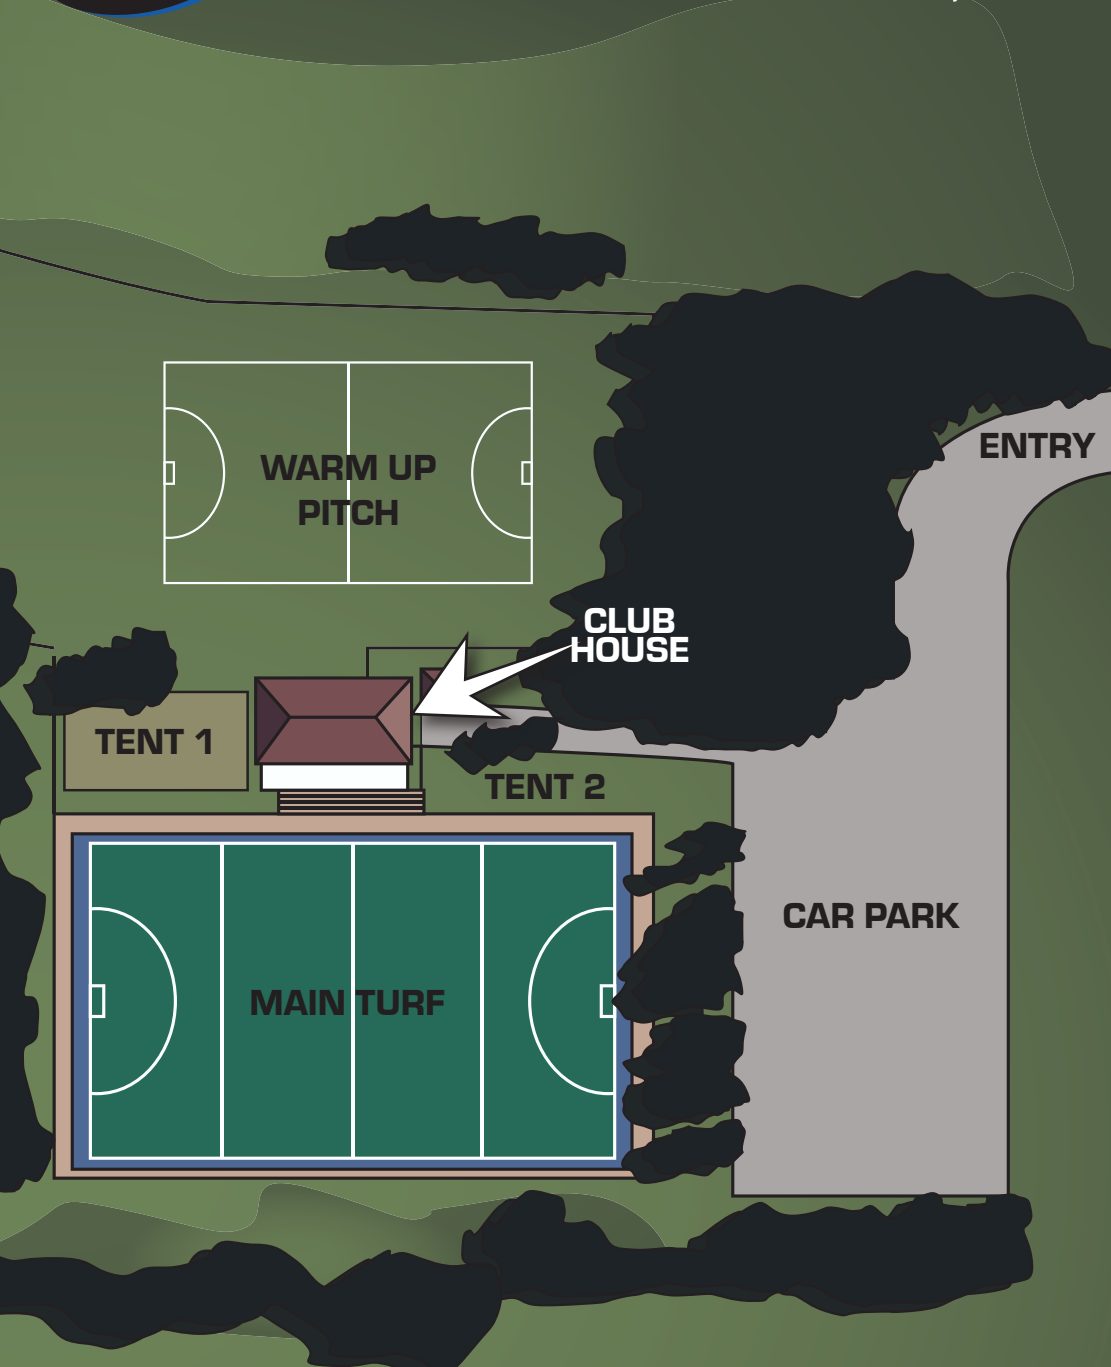 ENTRY
WARM UP
PITCH
CLUB
HOUSE
TENT 1
TENT 2
CAR PARK
MAIN TURF